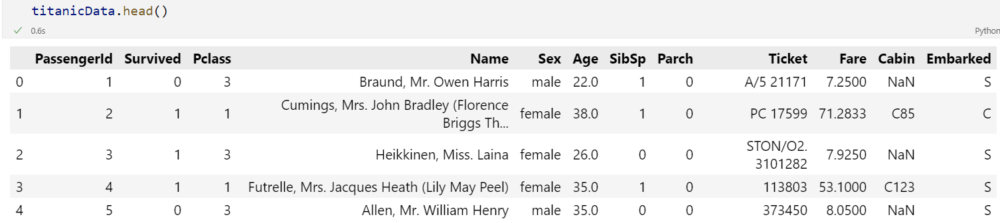 titanicData.head()
✓ 0.6s Python
PassengerId Survived Pclass Name Sex Age SibSp Parch Ticket Fare Cabin Embarked
0 1 0 3 Braund, Mr. Owen Harris male 22.0 1 0 A/5 21171 7.2500 NaN S
1 2 1 1 Cumings, Mrs. John Bradley (Florence Briggs Th... female 38.0 1 0 PC 17599 71.2833 C85 C
2 3 1 3 Heikkinen, Miss. Laina female 26.0 0 0 STON/O2. 3101282 7.9250 NaN S
3 4 1 1 Futrelle, Mrs. Jacques Heath (Lily May Peel) female 35.0 1 0 113803 53.1000 C123 S
4 5 0 3 Allen, Mr. William Henry male 35.0 0 0 373450 8.0500 NaN S